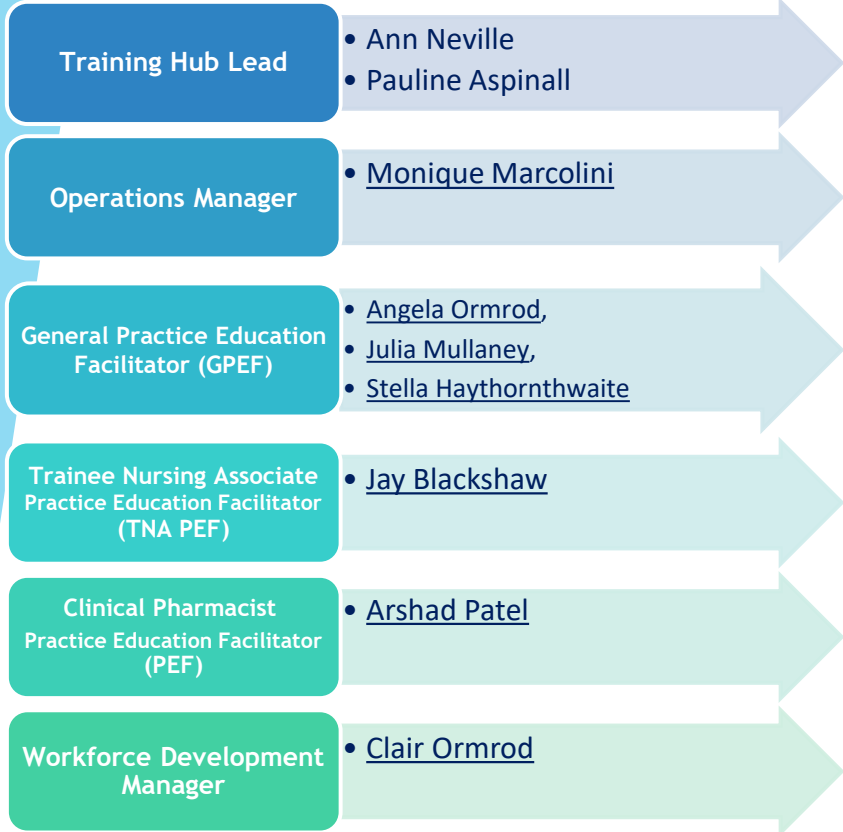 Training Hub Lead
• Ann Neville
• Pauline Aspinall
Operations Manager
• Monique Marcolini
General Practice Education
Facilitator (GPEF)
• Angela Ormrod,
• Julia Mullaney,
• Stella Haythornthwaite
Trainee Nursing Associate
Practice Education Facilitator
(TNA PEF)
• Jay Blackshaw
Clinical Pharmacist
Practice Education Facilitator
(PEF)
• Arshad Patel
Workforce Development
Manager
• Clair Ormrod